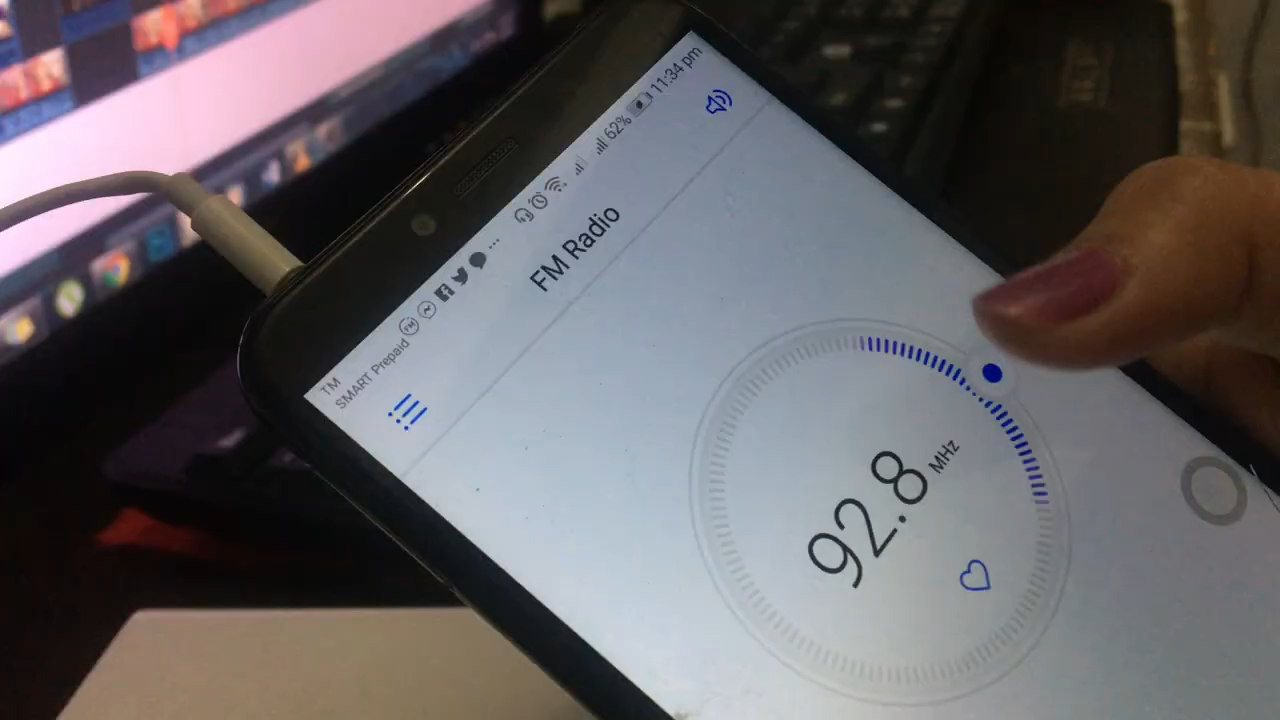 TM
SMART Prepaid
62% 11:34 pm
FM Radio
92.8 MHz